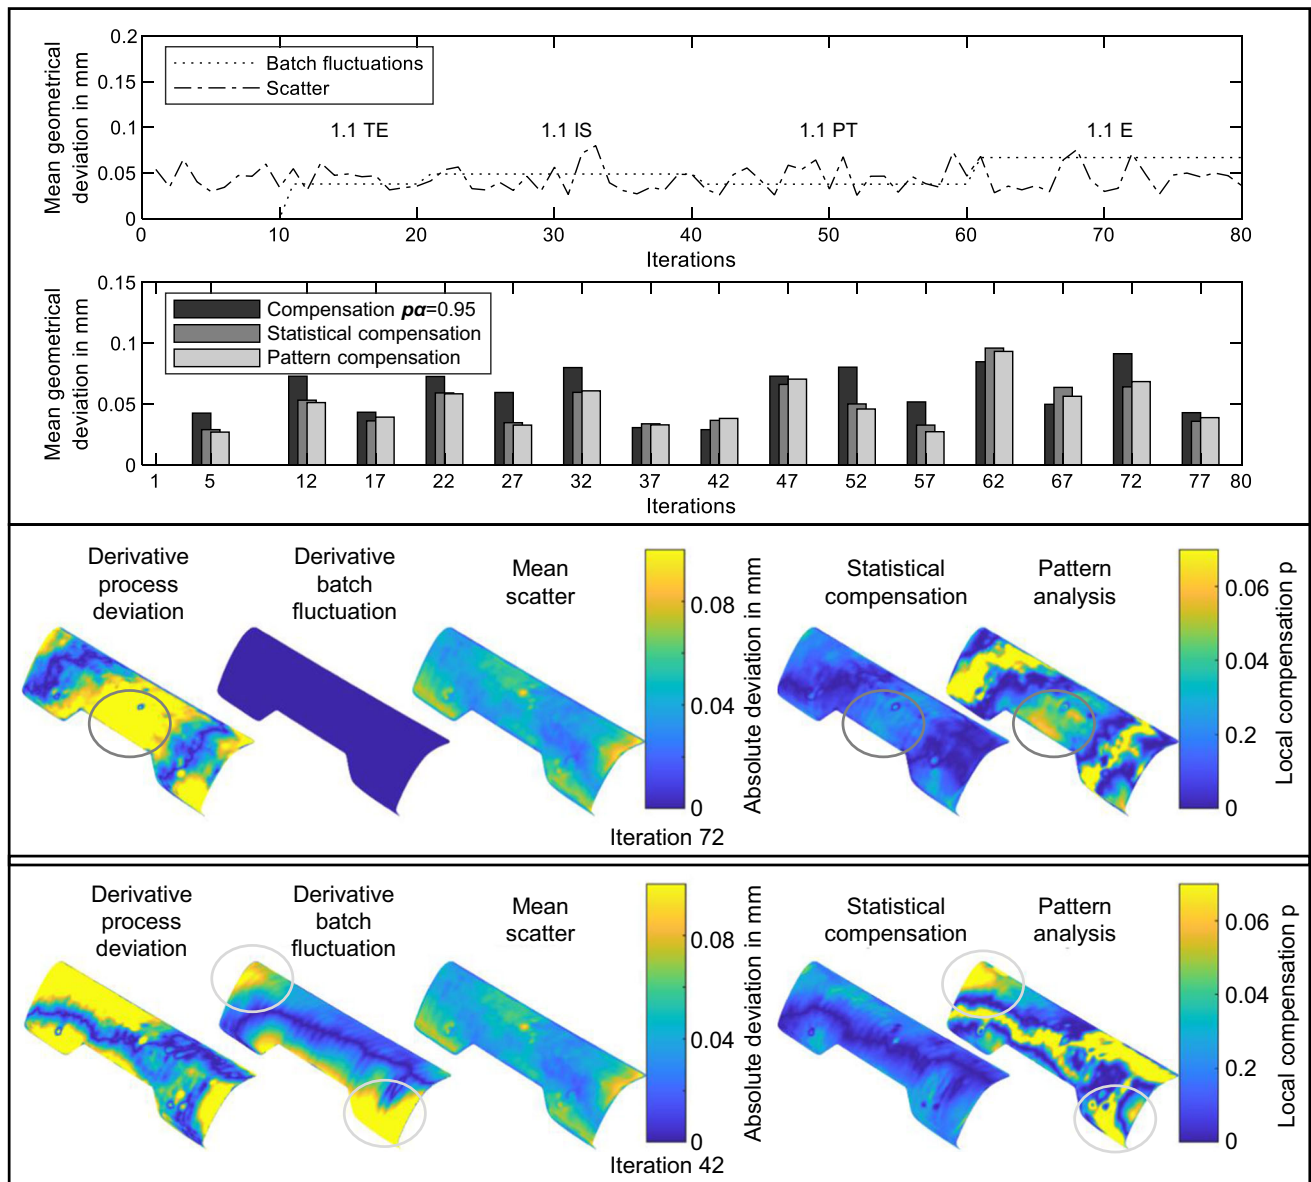 Mean geometrical
deviation in mm
0.2
0.15
0.1
0.05
0
Batch fluctuations
Scatter
1.1 TE
1.1 IS
1.1 PT
1.1 E
0 10 20 30 40 50 60 70 80
Iterations
Mean geometrical
deviation in mm
0.15
0.1
0.05
0
Compensation pα=0.95
Statistical compensation
Pattern compensation
1 5 12 17 22 27 32 37 42 47 52 57 62 67 72 77 80
Iterations
Derivative
process
deviation
Derivative
batch
fluctuation
Mean
scatter
0.08
0.04
0
Absolute deviation in mm
Statistical
compensation
Pattern
analysis
0.06
0.04
0.2
0
Local compensation p
Iteration 72
Derivative
process
deviation
Derivative
batch
fluctuation
Mean
scatter
0.08
0.04
0
Absolute deviation in mm
Statistical
compensation
Pattern
analysis
0.06
0.04
0.2
0
Local compensation p
Iteration 42